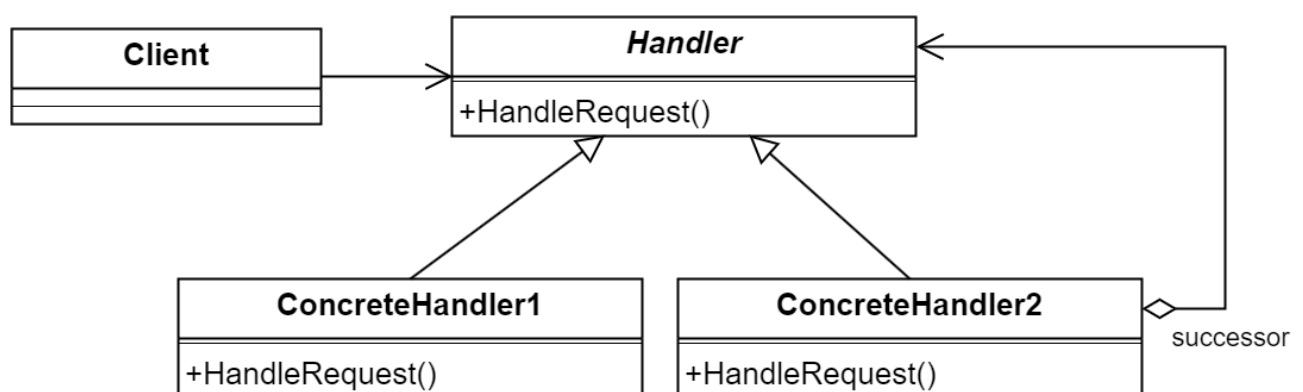 Client
Handler
+HandleRequest()
ConcreteHandler1
+HandleRequest()
ConcreteHandler2
+HandleRequest()
successor